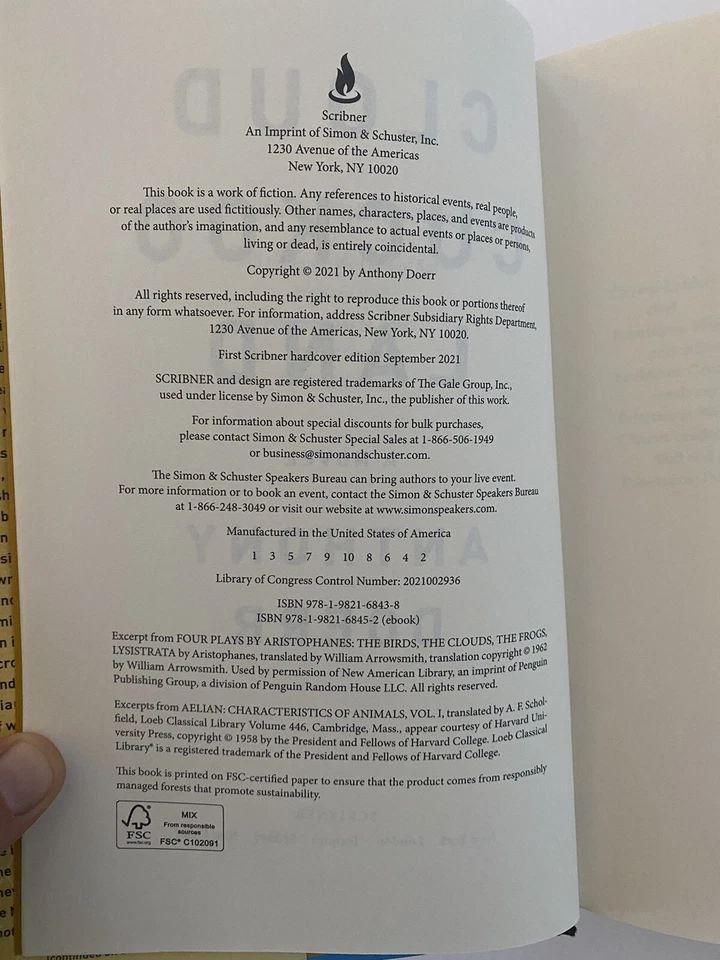 Scribner
An Imprint of Simon & Schuster, Inc.
1230 Avenue of the Americas
New York, NY 10020
This book is a work of fiction. Any references to historical events, real people,
or real places are used fictitiously. Other names, characters, places, and events are products
of the author's imagination, and any resemblance to actual events or places or persons,
living or dead, is entirely coincidental.
Copyright © 2021 by Anthony Doerr
All rights reserved, including the right to reproduce this book or portions thereof
in any form whatsoever. For information, address Scribner Subsidiary Rights Department,
1230 Avenue of the Americas, New York, NY 10020.
First Scribner hardcover edition September 2021
SCRIBNER and design are registered trademarks of The Gale Group, Inc.,
used under license by Simon & Schuster, Inc., the publisher of this work.
For information about special discounts for bulk purchases,
please contact Simon & Schuster Special Sales at 1-866-506-1949
or business@simonandschuster.com.
The Simon & Schuster Speakers Bureau can bring authors to your live event.
For more information or to book an event, contact the Simon & Schuster Speakers Bureau
at 1-866-248-3049 or visit our website at www.simonspeakers.com.
Manufactured in the United States of America
1 3 5 7 9 10 8 6 4 2
Library of Congress Control Number: 2021002936
ISBN 978-1-9821-6843-8
ISBN 978-1-9821-6845-2 (ebook)
Excerpt from FOUR PLAYS BY ARISTOPHANES: THE BIRDS, THE CLOUDS, THE FROGS,
LYSISTRATA by Aristophanes, translated by William Arrowsmith, translation copyright © 1962
by William Arrowsmith. Used by permission of New American Library, an imprint of Penguin
Publishing Group, a division of Penguin Random House LLC. All rights reserved.
Excerpts from AELIAN: CHARACTERISTICS OF ANIMALS, VOL. I, translated by A. F. Schol-
field, Loeb Classical Library Volume 446, Cambridge, Mass., appear courtesy of Harvard Uni-
versity Press, copyright © 1958 by the President and Fellows of Harvard College. Loeb Classical
Library® is a registered trademark of the President and Fellows of Harvard College.
This book is printed on FSC-certified paper to ensure that the product comes from responsibly
managed forests that promote sustainability.
FSC
www.fsc.org
MIX
From responsible
sources
FSC® C102091